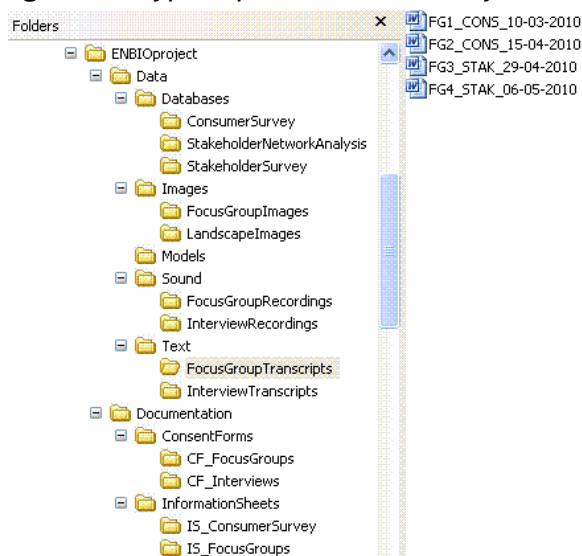 Folders
ENBIOproject
Data
Databases
ConsumerSurvey
StakeholderNetworkAnalysis
StakeholderSurvey
Images
FocusGroupImages
LandscapeImages
Models
Sound
FocusGroupRecordings
InterviewRecordings
Text
FocusGroupTranscripts
InterviewTranscripts
Documentation
ConsentForms
CF_FocusGroups
CF_Interviews
InformationSheets
IS_ConsumerSurvey
IS_FocusGroups
FG1_CONS_10-03-2010
FG2_CONS_15-04-2010
FG3_STAK_29-04-2010
FG4_STAK_06-05-2010